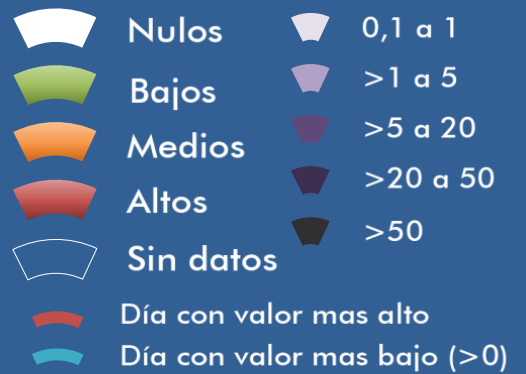 Nulos
Bajos
Medios
Altos
Sin datos
0,1 a 1
>1 a 5
>5 a 20
>20 a 50
>50
Día con valor mas alto
Día con valor mas bajo (>0)